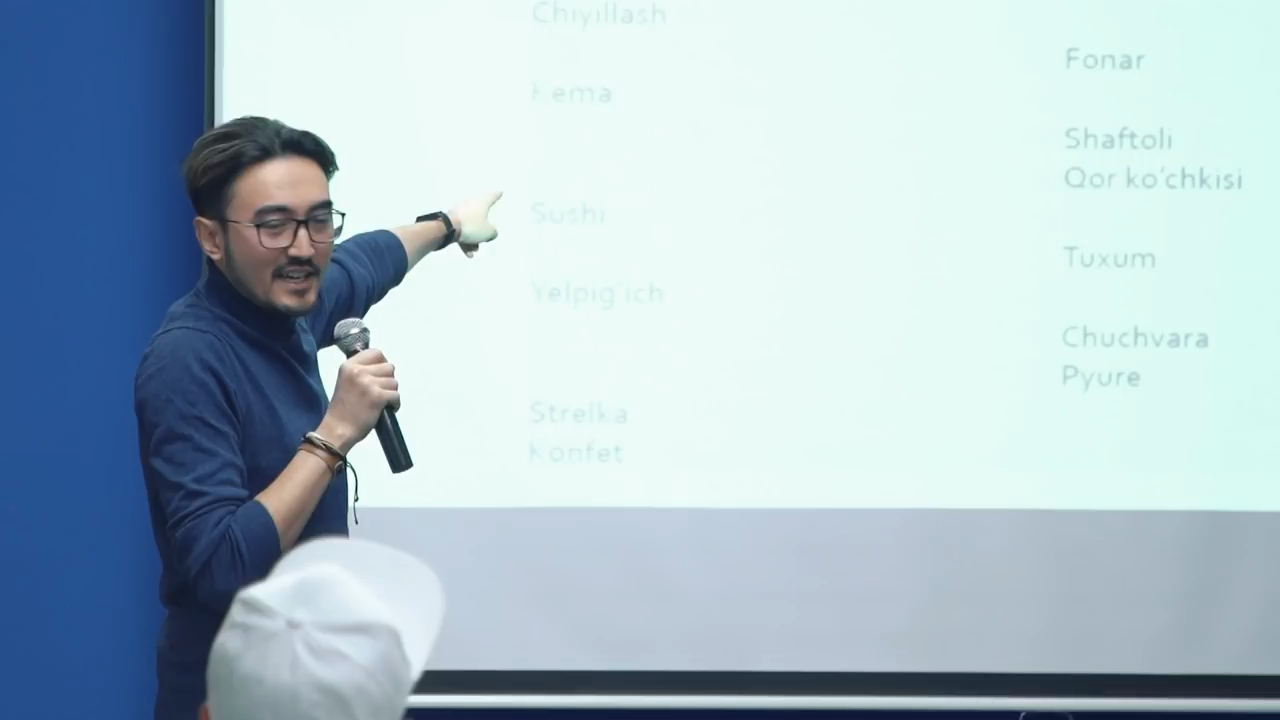 Chiyillash
Kema
Sushi
Yelpig'ich
Strelka
Konfet
Fonar
Shaftoli
Qor ko'chkisi
Tuxum
Chuchvara
Pyure